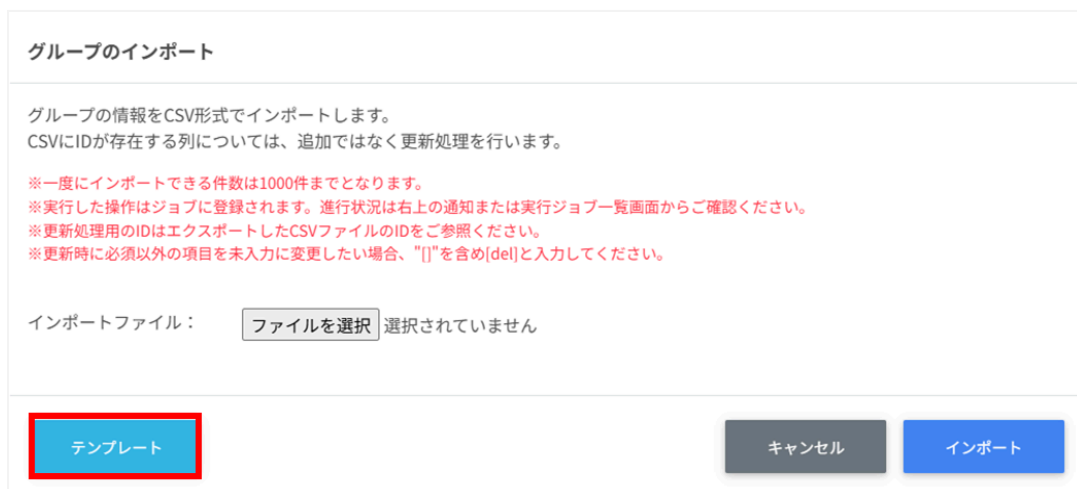 グループのインポート
グループの情報をCSV形式でインポートします。
CSVにIDが存在する列については、追加ではなく更新処理を行います。
※一度にインポートできる件数は1000件までとなります。
※実行した操作はジョブに登録されます。進行状況は右上の通知または実行ジョブ一覧画面からご確認ください。
※更新処理用のIDはエクスポートしたCSVファイルのIDをご参照ください。
※更新時に必須以外の項目を未入力に変更したい場合、"[]"を含め[del]と入力してください。
インポートファイル： ファイルを選択 選択されていません
テンプレート キャンセル インポート